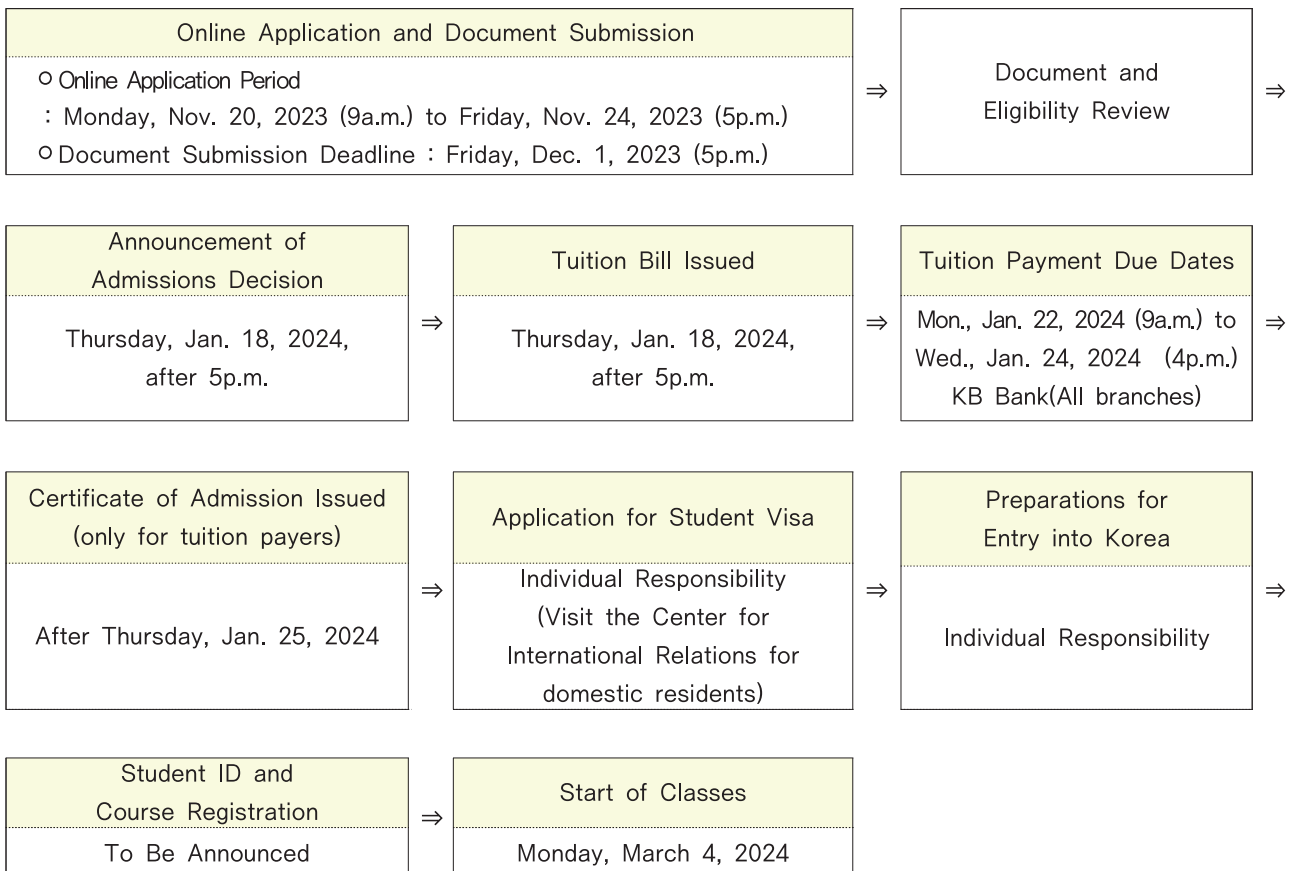 Online Application and Document Submission
○ Online Application Period
: Monday, Nov. 20, 2023 (9a.m.) to Friday, Nov. 24, 2023 (5p.m.)
○ Document Submission Deadline : Friday, Dec. 1, 2023 (5p.m.)
⇒
Document and
Eligibility Review
⇒
Announcement of
Admissions Decision
Thursday, Jan. 18, 2024,
after 5p.m.
⇒
Tuition Bill Issued
Thursday, Jan. 18, 2024,
after 5p.m.
⇒
Tuition Payment Due Dates
Mon., Jan. 22, 2024 (9a.m.) to
Wed., Jan. 24, 2024 (4p.m.)
KB Bank(All branches)
⇒
Certificate of Admission Issued
(only for tuition payers)
After Thursday, Jan. 25, 2024
⇒
Application for Student Visa
Individual Responsibility
(Visit the Center for
International Relations for
domestic residents)
⇒
Preparations for
Entry into Korea
Individual Responsibility
⇒
Student ID and
Course Registration
To Be Announced
⇒
Start of Classes
Monday, March 4, 2024